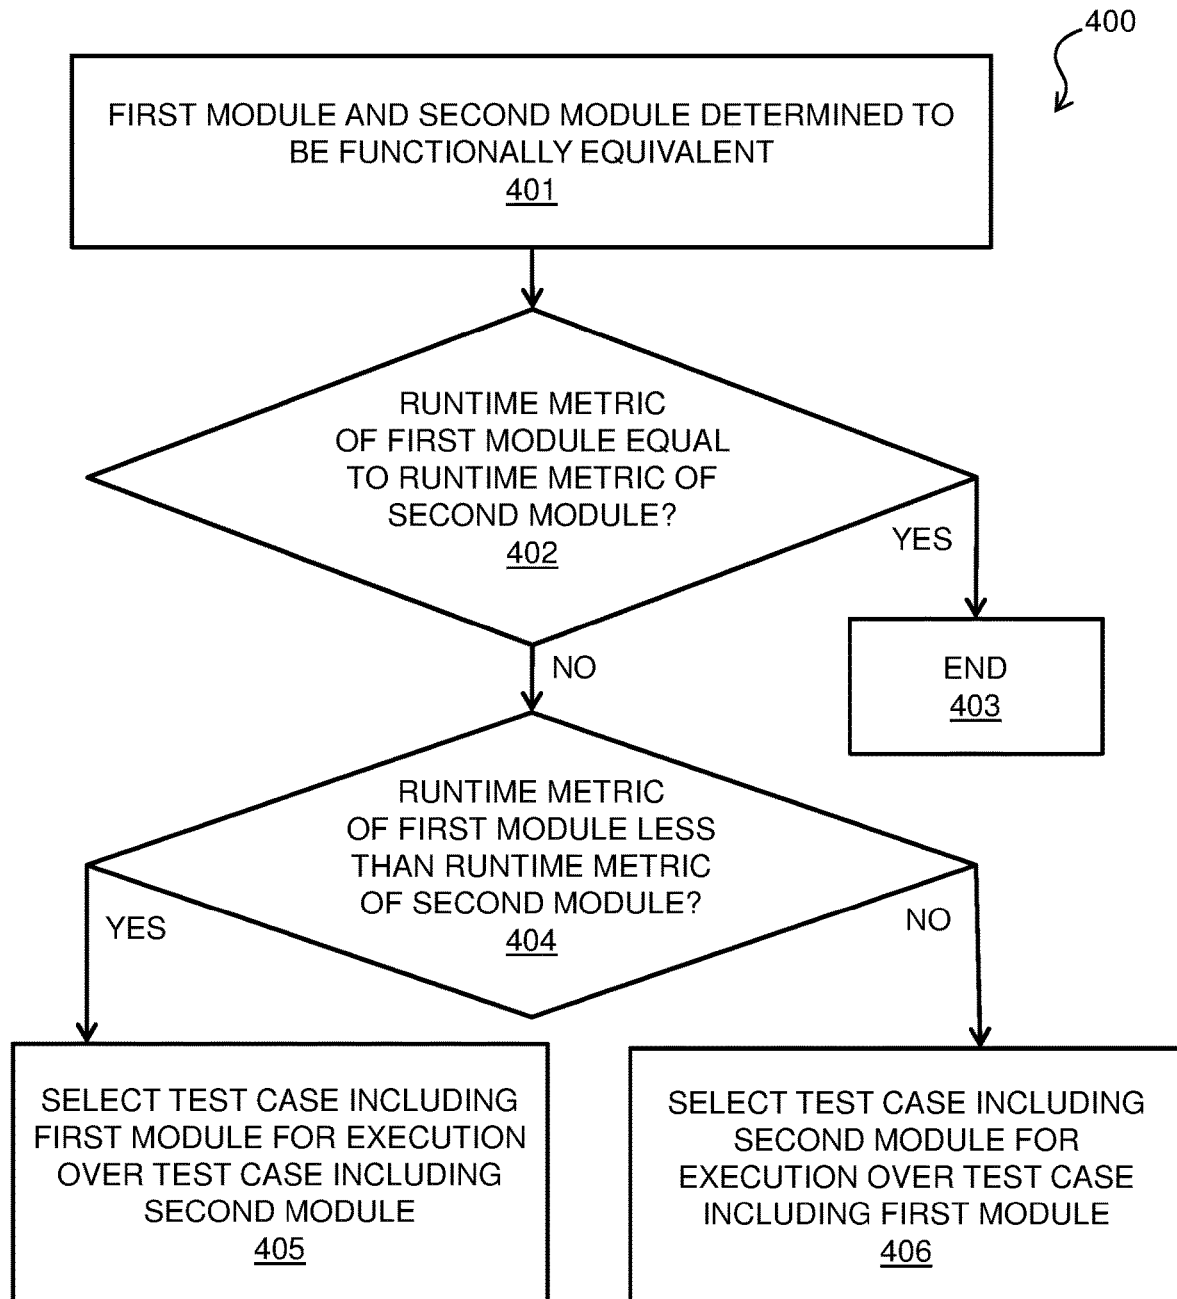 400
FIRST MODULE AND SECOND MODULE DETERMINED TO
BE FUNCTIONALLY EQUIVALENT
401
RUNTIME METRIC
OF FIRST MODULE EQUAL
TO RUNTIME METRIC OF
SECOND MODULE?
402
YES
END
403
NO
RUNTIME METRIC
OF FIRST MODULE LESS
THAN RUNTIME METRIC
OF SECOND MODULE?
404
YES
NO
SELECT TEST CASE INCLUDING
FIRST MODULE FOR EXECUTION
OVER TEST CASE INCLUDING
SECOND MODULE
405
SELECT TEST CASE INCLUDING
SECOND MODULE FOR
EXECUTION OVER TEST CASE
INCLUDING FIRST MODULE
406